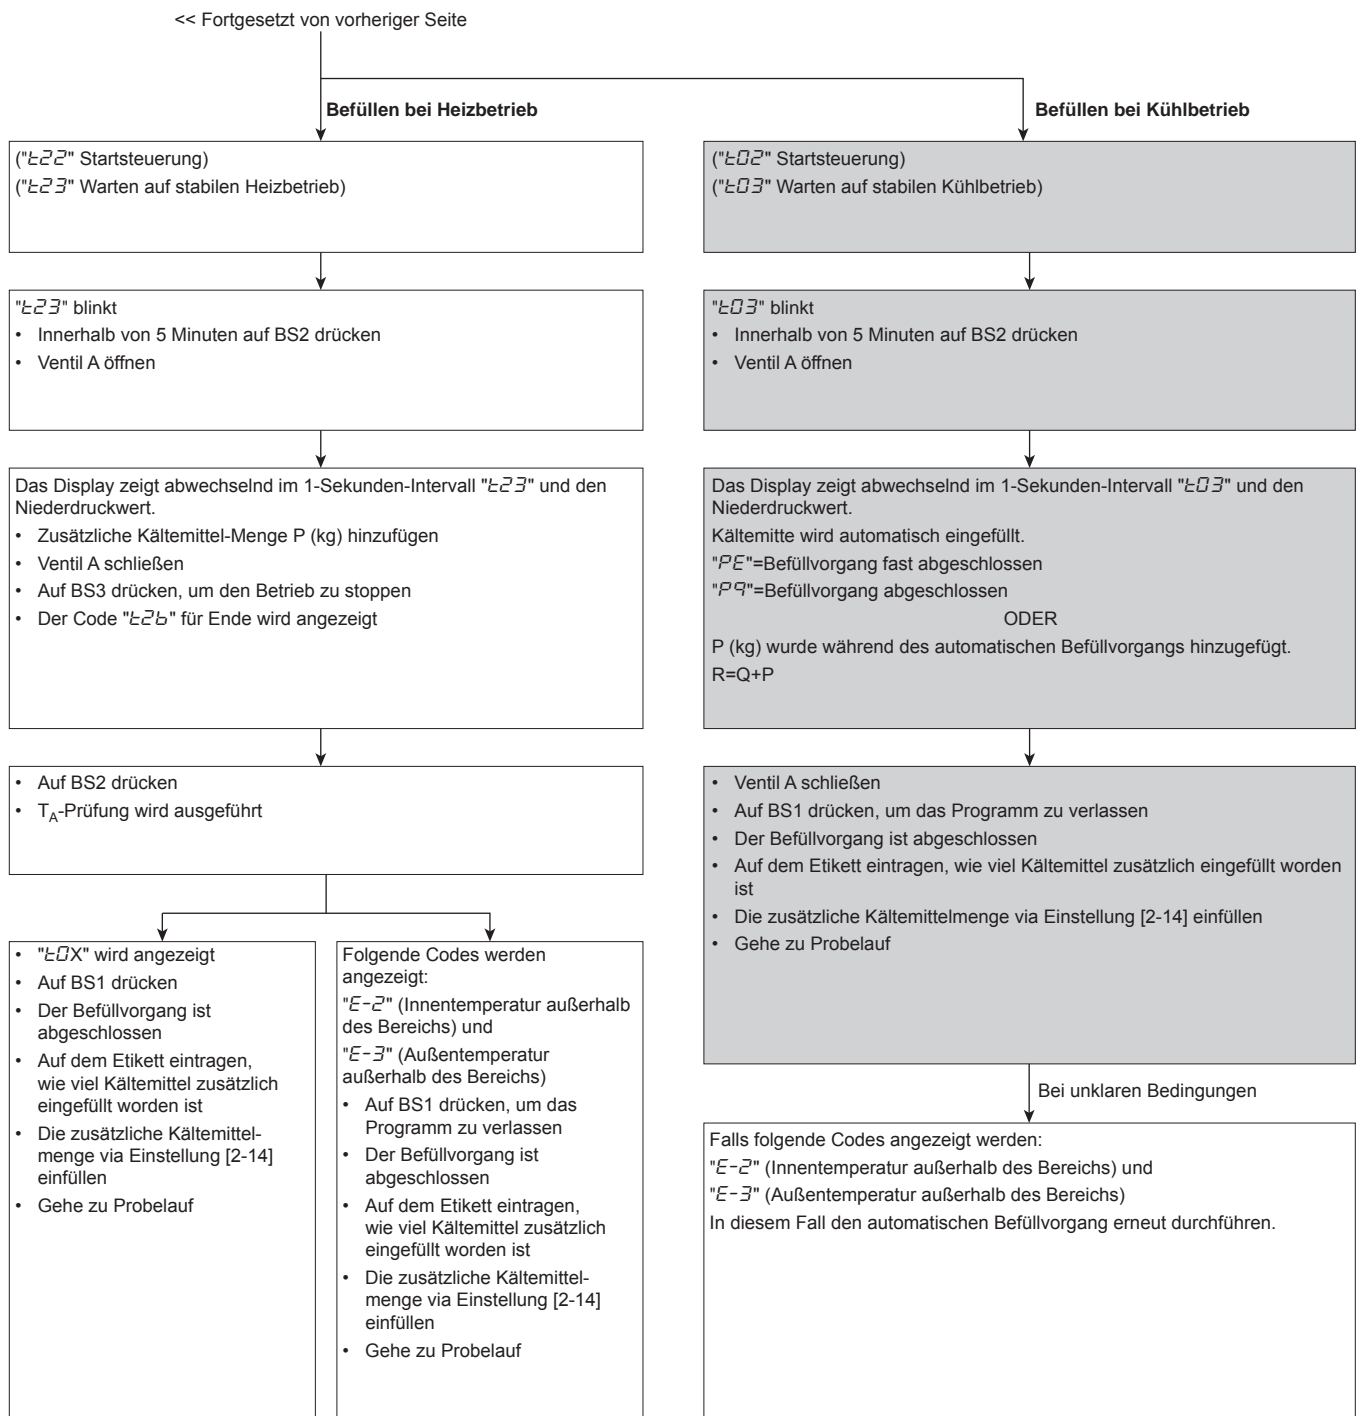 << Fortgesetzt von vorheriger Seite
Befüllen bei Heizbetrieb
("t22" Startsteuerung)
("t23" Warten auf stabilen Heizbetrieb)
"t23" blinkt
• Innerhalb von 5 Minuten auf BS2 drücken
• Ventil A öffnen
Das Display zeigt abwechselnd im 1-Sekunden-Intervall "t23" und den
Niederdruckwert.
• Zusätzliche Kältemittel-Menge P (kg) hinzufügen
• Ventil A schließen
• Auf BS3 drücken, um den Betrieb zu stoppen
• Der Code "t26" für Ende wird angezeigt
• Auf BS2 drücken
• TA-Prüfung wird ausgeführt
• "t0X" wird angezeigt
• Auf BS1 drücken
• Der Befüllvorgang ist
abgeschlossen
• Auf dem Etikett eintragen,
wie viel Kältemittel zusätzlich
eingefüllt worden ist
• Die zusätzliche Kältemittel-
menge via Einstellung [2-14]
einfüllen
• Gehe zu Probelauf
Folgende Codes werden
angezeigt:
"E-2" (Innentemperatur außerhalb
des Bereichs) und
"E-3" (Außentemperatur
außerhalb des Bereichs)
• Auf BS1 drücken, um das
Programm zu verlassen
• Der Befüllvorgang ist
abgeschlossen
• Auf dem Etikett eintragen,
wie viel Kältemittel zusätzlich
eingefüllt worden ist
• Die zusätzliche Kältemittel-
menge via Einstellung [2-14]
einfüllen
• Gehe zu Probelauf
Befüllen bei Kühlbetrieb
("t02" Startsteuerung)
("t03" Warten auf stabilen Kühlbetrieb)
"t03" blinkt
• Innerhalb von 5 Minuten auf BS2 drücken
• Ventil A öffnen
Das Display zeigt abwechselnd im 1-Sekunden-Intervall "t03" und den
Niederdruckwert.
Kältemitte wird automatisch eingefüllt.
"PE"=Befüllvorgang fast abgeschlossen
"P9"=Befüllvorgang abgeschlossen
ODER
P (kg) wurde während des automatischen Befüllvorgangs hinzugefügt.
R=Q+P
• Ventil A schließen
• Auf BS1 drücken, um das Programm zu verlassen
• Der Befüllvorgang ist abgeschlossen
• Auf dem Etikett eintragen, wie viel Kältemittel zusätzlich eingefüllt worden
ist
• Die zusätzliche Kältemittelmenge via Einstellung [2-14] einfüllen
• Gehe zu Probelauf
Bei unklaren Bedingungen
Falls folgende Codes angezeigt werden:
"E-2" (Innentemperatur außerhalb des Bereichs) und
"E-3" (Außentemperatur außerhalb des Bereichs)
In diesem Fall den automatischen Befüllvorgang erneut durchführen.